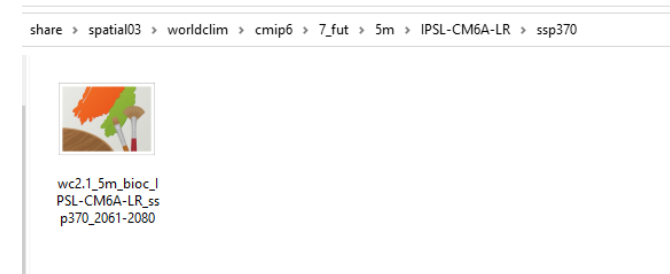 share > spatial03 > worldclim > cmip6 > 7_fut > 5m > IPSL-CM6A-LR > ssp370
wc2.1_5m_bioc_I
PSL-CM6A-LR_ss
p370_2061-2080